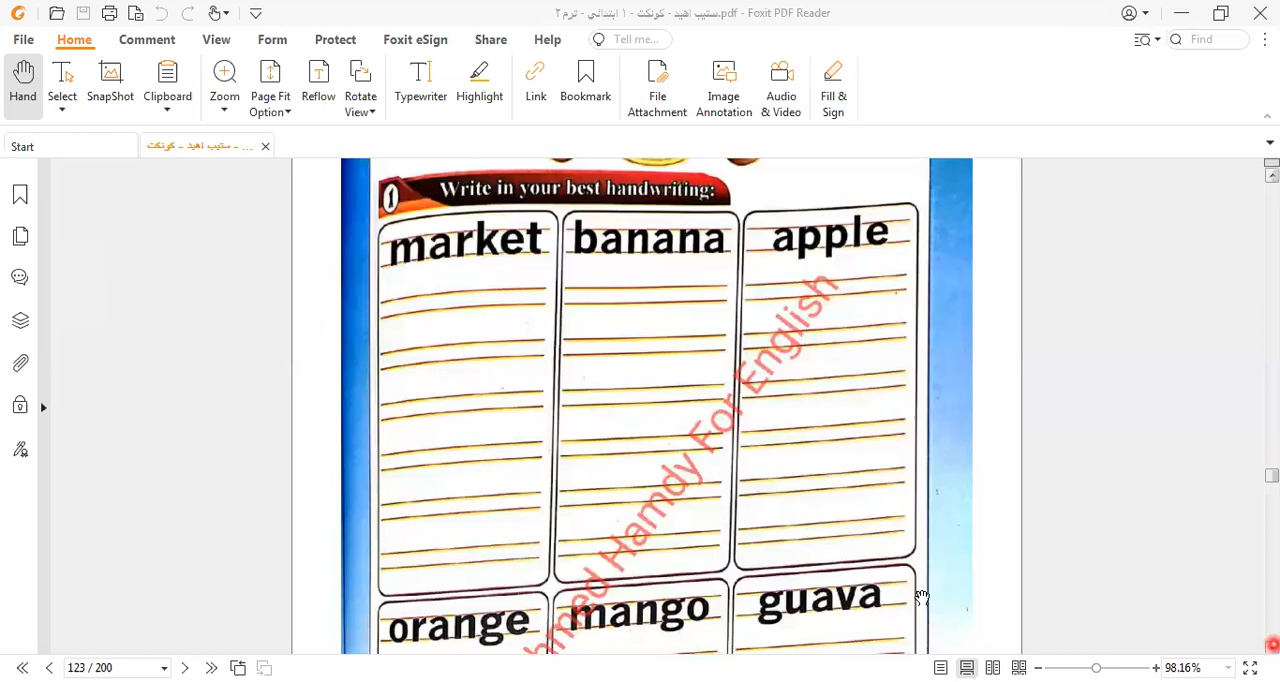 ستيب اهيد - كونكت - ١ ابتدائي - ترم ٢.pdf - Foxit PDF Reader
File Home Comment View Form Protect Foxit eSign Share Help Tell me... Find
Hand Select SnapShot Clipboard Zoom Page Fit Option Reflow Rotate View Typewriter Highlight Link Bookmark File Attachment Image Annotation Audio & Video Fill & Sign
Start ستيب اهيد - كونكت - ...
1 Write in your best handwriting:
market banana apple
Hamdy For English
orange mango guava
123 / 200 98.16%